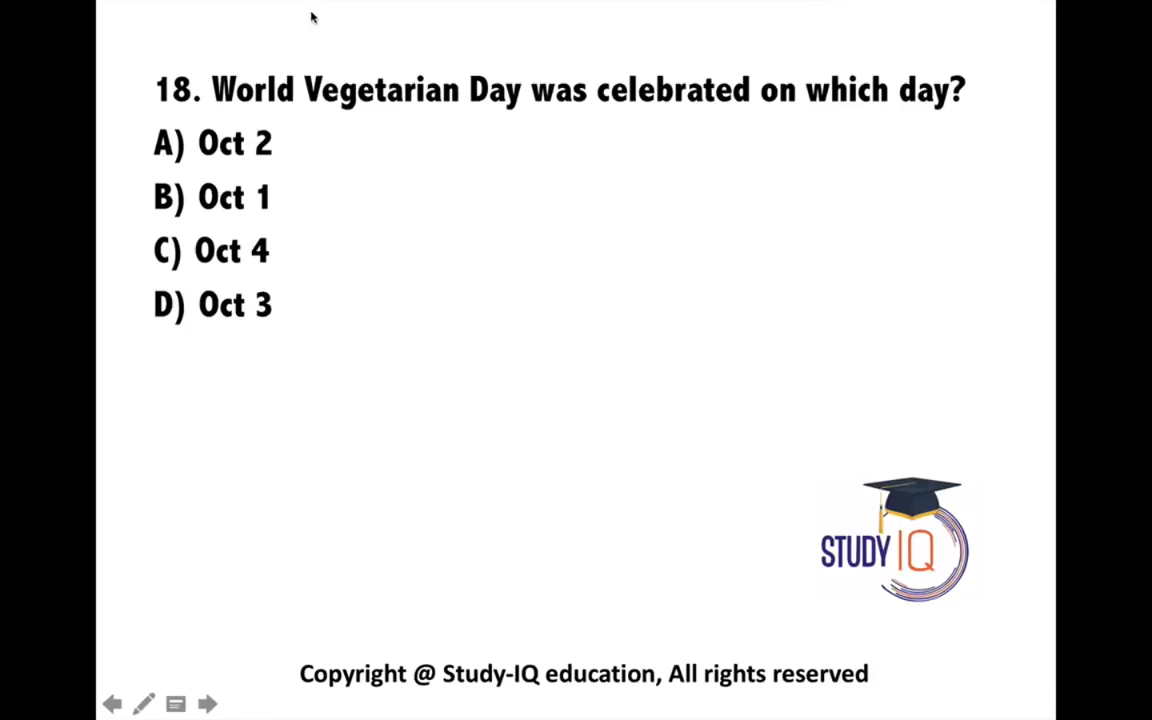 18. World Vegetarian Day was celebrated on which day?
A) Oct 2
B) Oct 1
C) Oct 4
D) Oct 3
STUDY IQ
Copyright @ Study-IQ education, All rights reserved